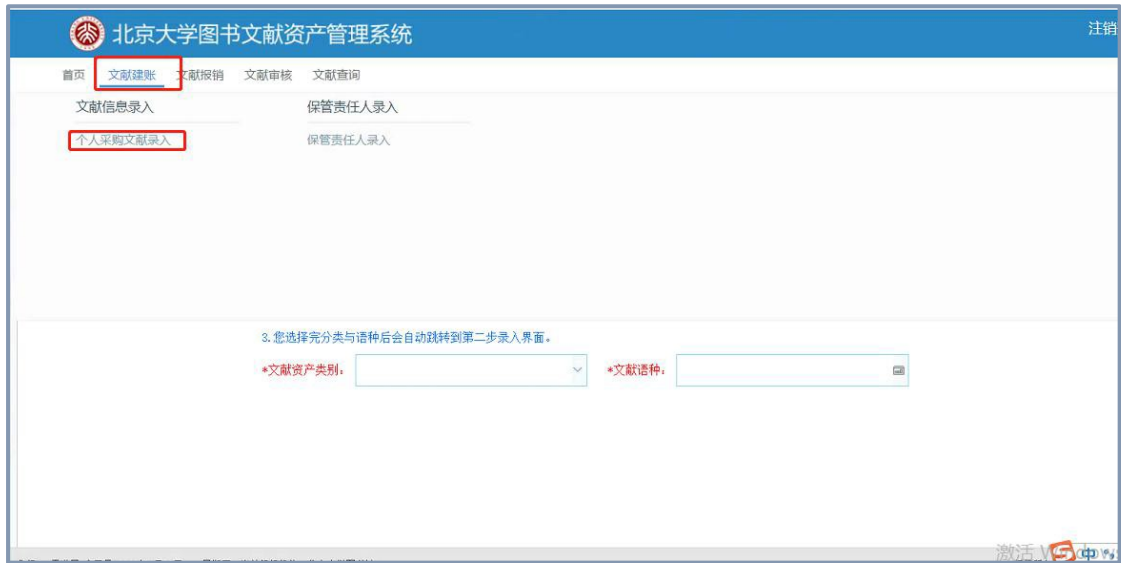 北京大学图书文献资产管理系统
注销
首页 文献建账 文献报销 文献审核 文献查询
文献信息录入 保管责任人录入
个人采购文献录入 保管责任人录入
3.您选择完分类与语种后会自动跳转到第二步录入界面。
*文献资产类别: *文献语种:
激活 Windows
中